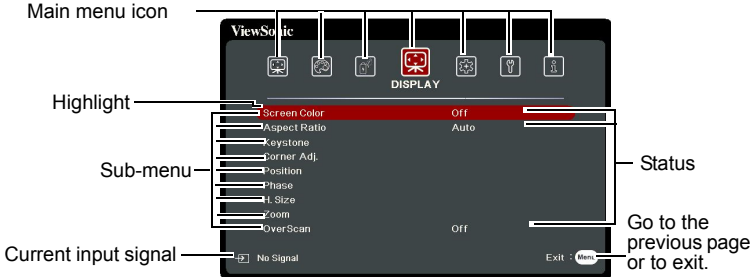 Main menu icon
ViewSonic
DISPLAY
Highlight
Screen Color Off
Aspect Ratio Auto
Keystone
Corner Adj.
Sub-menu
Position
Status
Phase
H. Size
Zoom
OverScan Off
Current input signal
No Signal
Exit : Menu
Go to the
previous page
or to exit.